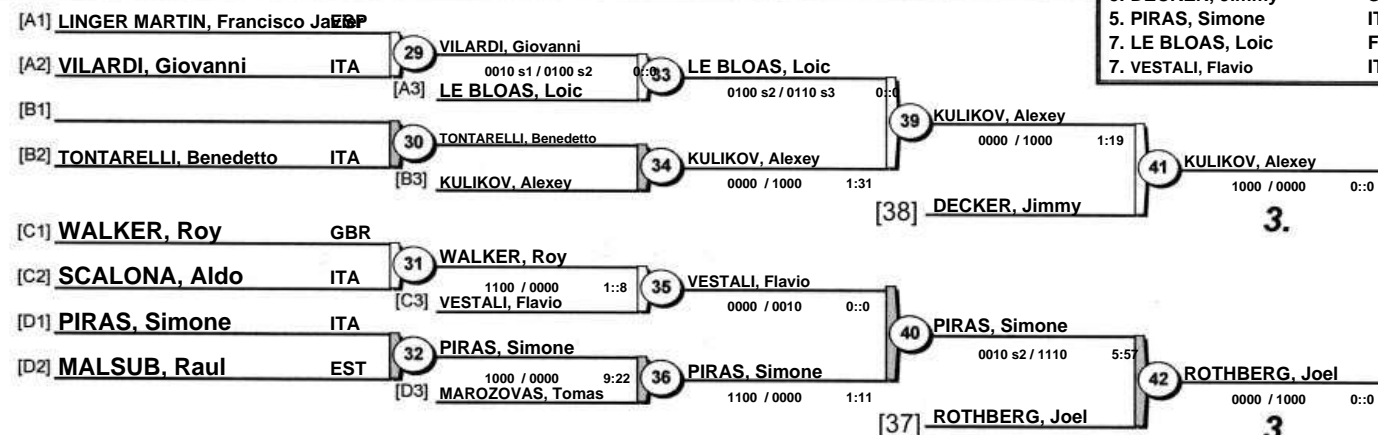 5. PIRAS, Simone
7. LE BLOAS, Loic
7. VESTALI, Flavio
[A1] LINGER MARTIN, Francisco Javier ESP
[A2] VILARDI, Giovanni ITA
29 VILARDI, Giovanni
0010 s1 / 0100 s2 0::0
[A3] LE BLOAS, Loic
33 LE BLOAS, Loic
0100 s2 / 0110 s3 0::0
[B1]
[B2] TONTARELLI, Benedetto ITA
30 TONTARELLI, Benedetto
[B3] KULIKOV, Alexey
34 KULIKOV, Alexey
0000 / 1000 1:31
39 KULIKOV, Alexey
0000 / 1000 1:19
[38] DECKER, Jimmy
41 KULIKOV, Alexey
1000 / 0000 0::0
3.
[C1] WALKER, Roy GBR
[C2] SCALONA, Aldo ITA
31 WALKER, Roy
1100 / 0000 1::8
[C3] VESTALI, Flavio
35 VESTALI, Flavio
0000 / 0010 0::0
[D1] PIRAS, Simone ITA
[D2] MALSUB, Raul EST
32 PIRAS, Simone
1000 / 0000 9:22
[D3] MAROZOVAS, Tomas
36 PIRAS, Simone
1100 / 0000 1:11
40 PIRAS, Simone
0010 s2 / 1110 5:57
[37] ROTHBERG, Joel
42 ROTHBERG, Joel
0000 / 1000 0::0
3